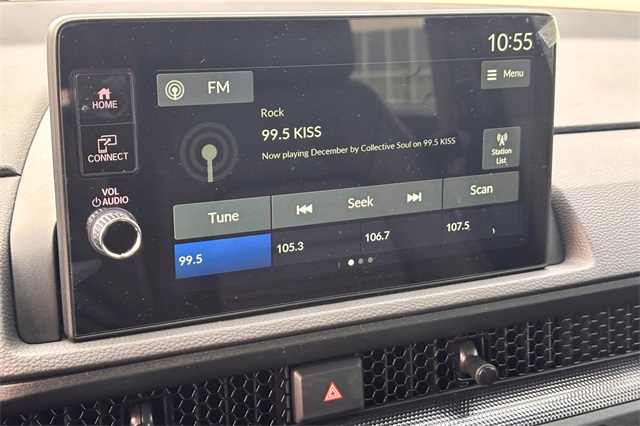 10:55
FM
Menu
HOME
Rock
99.5 KISS
Now playing December by Collective Soul on 99.5 KISS
Station
List
CONNECT
VOL
AUDIO
Tune
Seek
Scan
99.5
105.3
106.7
107.5